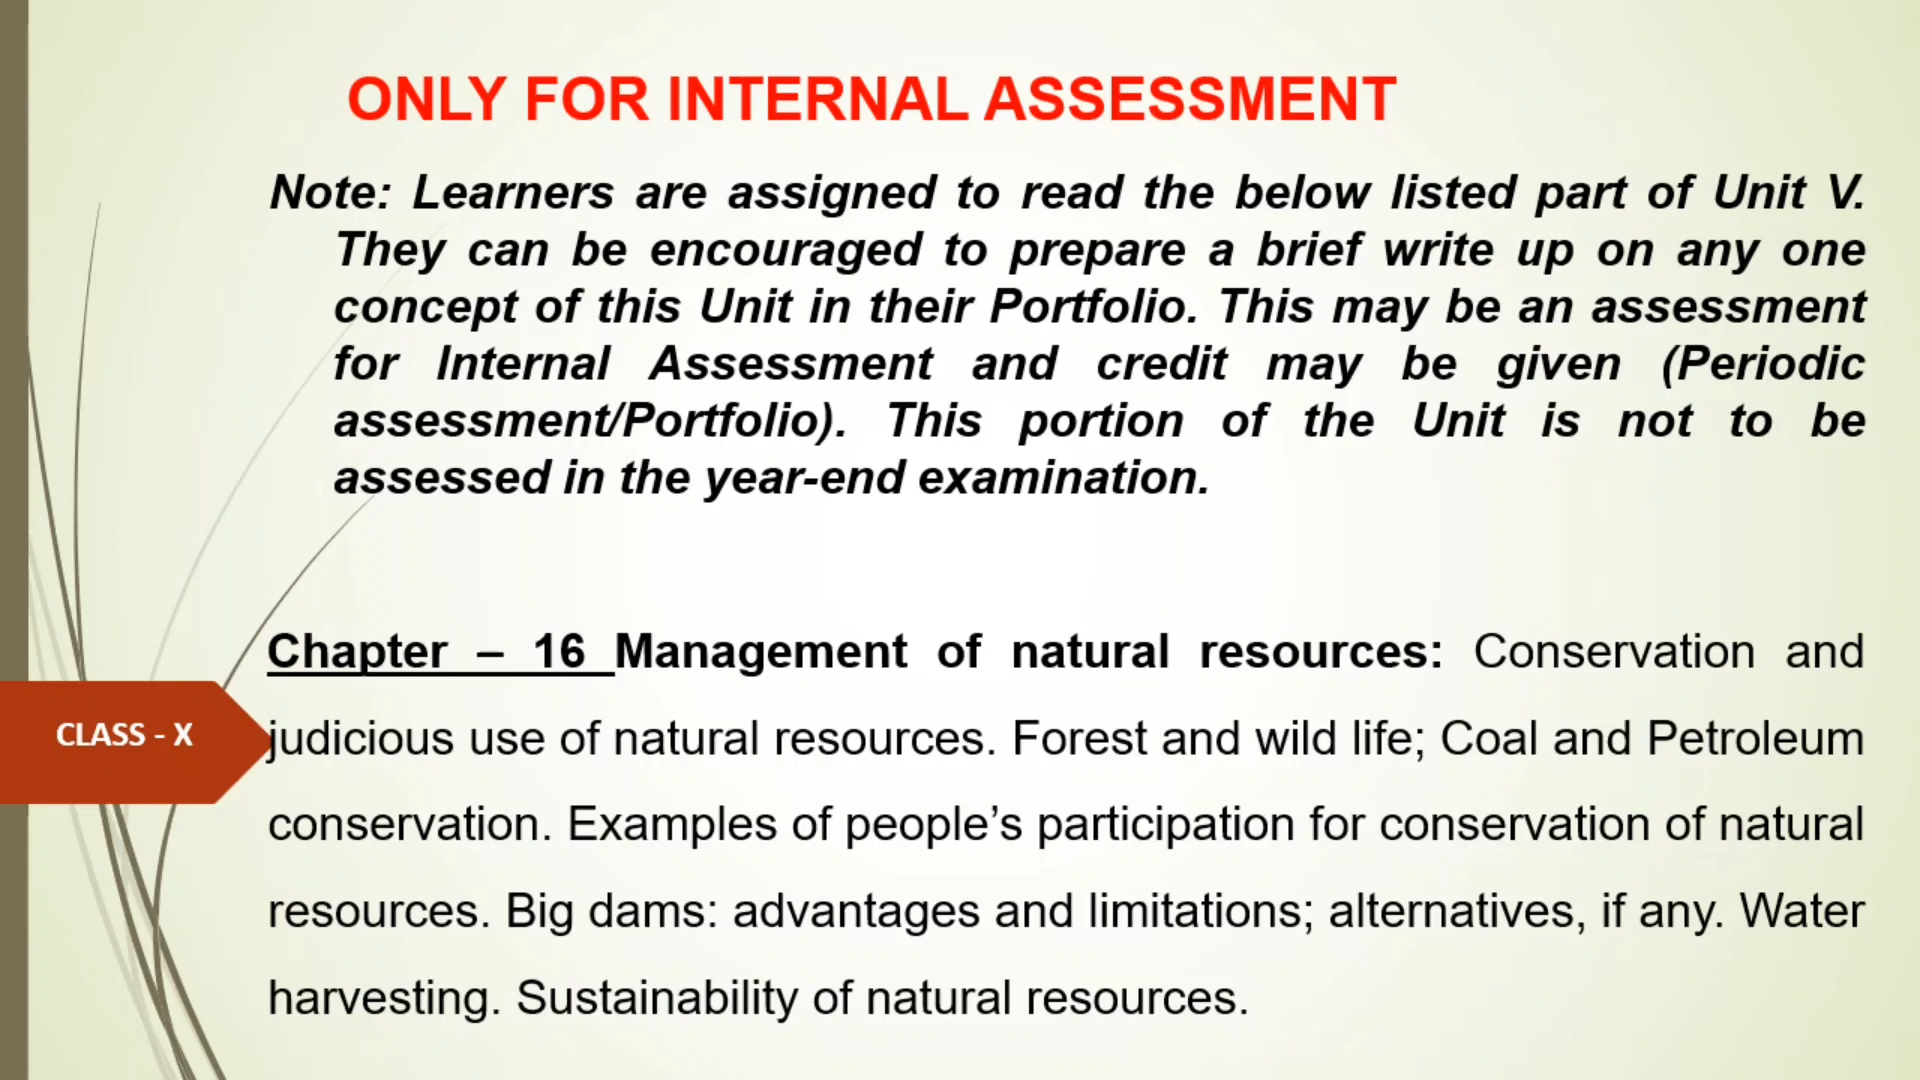 ONLY FOR INTERNAL ASSESSMENT
Note: Learners are assigned to read the below listed part of Unit V.
They can be encouraged to prepare a brief write up on any one
concept of this Unit in their Portfolio. This may be an assessment
for Internal Assessment and credit may be given (Periodic
assessment/Portfolio). This portion of the Unit is not to be
assessed in the year-end examination.
Chapter – 16 Management of natural resources: Conservation and
judicious use of natural resources. Forest and wild life; Coal and Petroleum
conservation. Examples of people’s participation for conservation of natural
resources. Big dams: advantages and limitations; alternatives, if any. Water
harvesting. Sustainability of natural resources.
CLASS - X